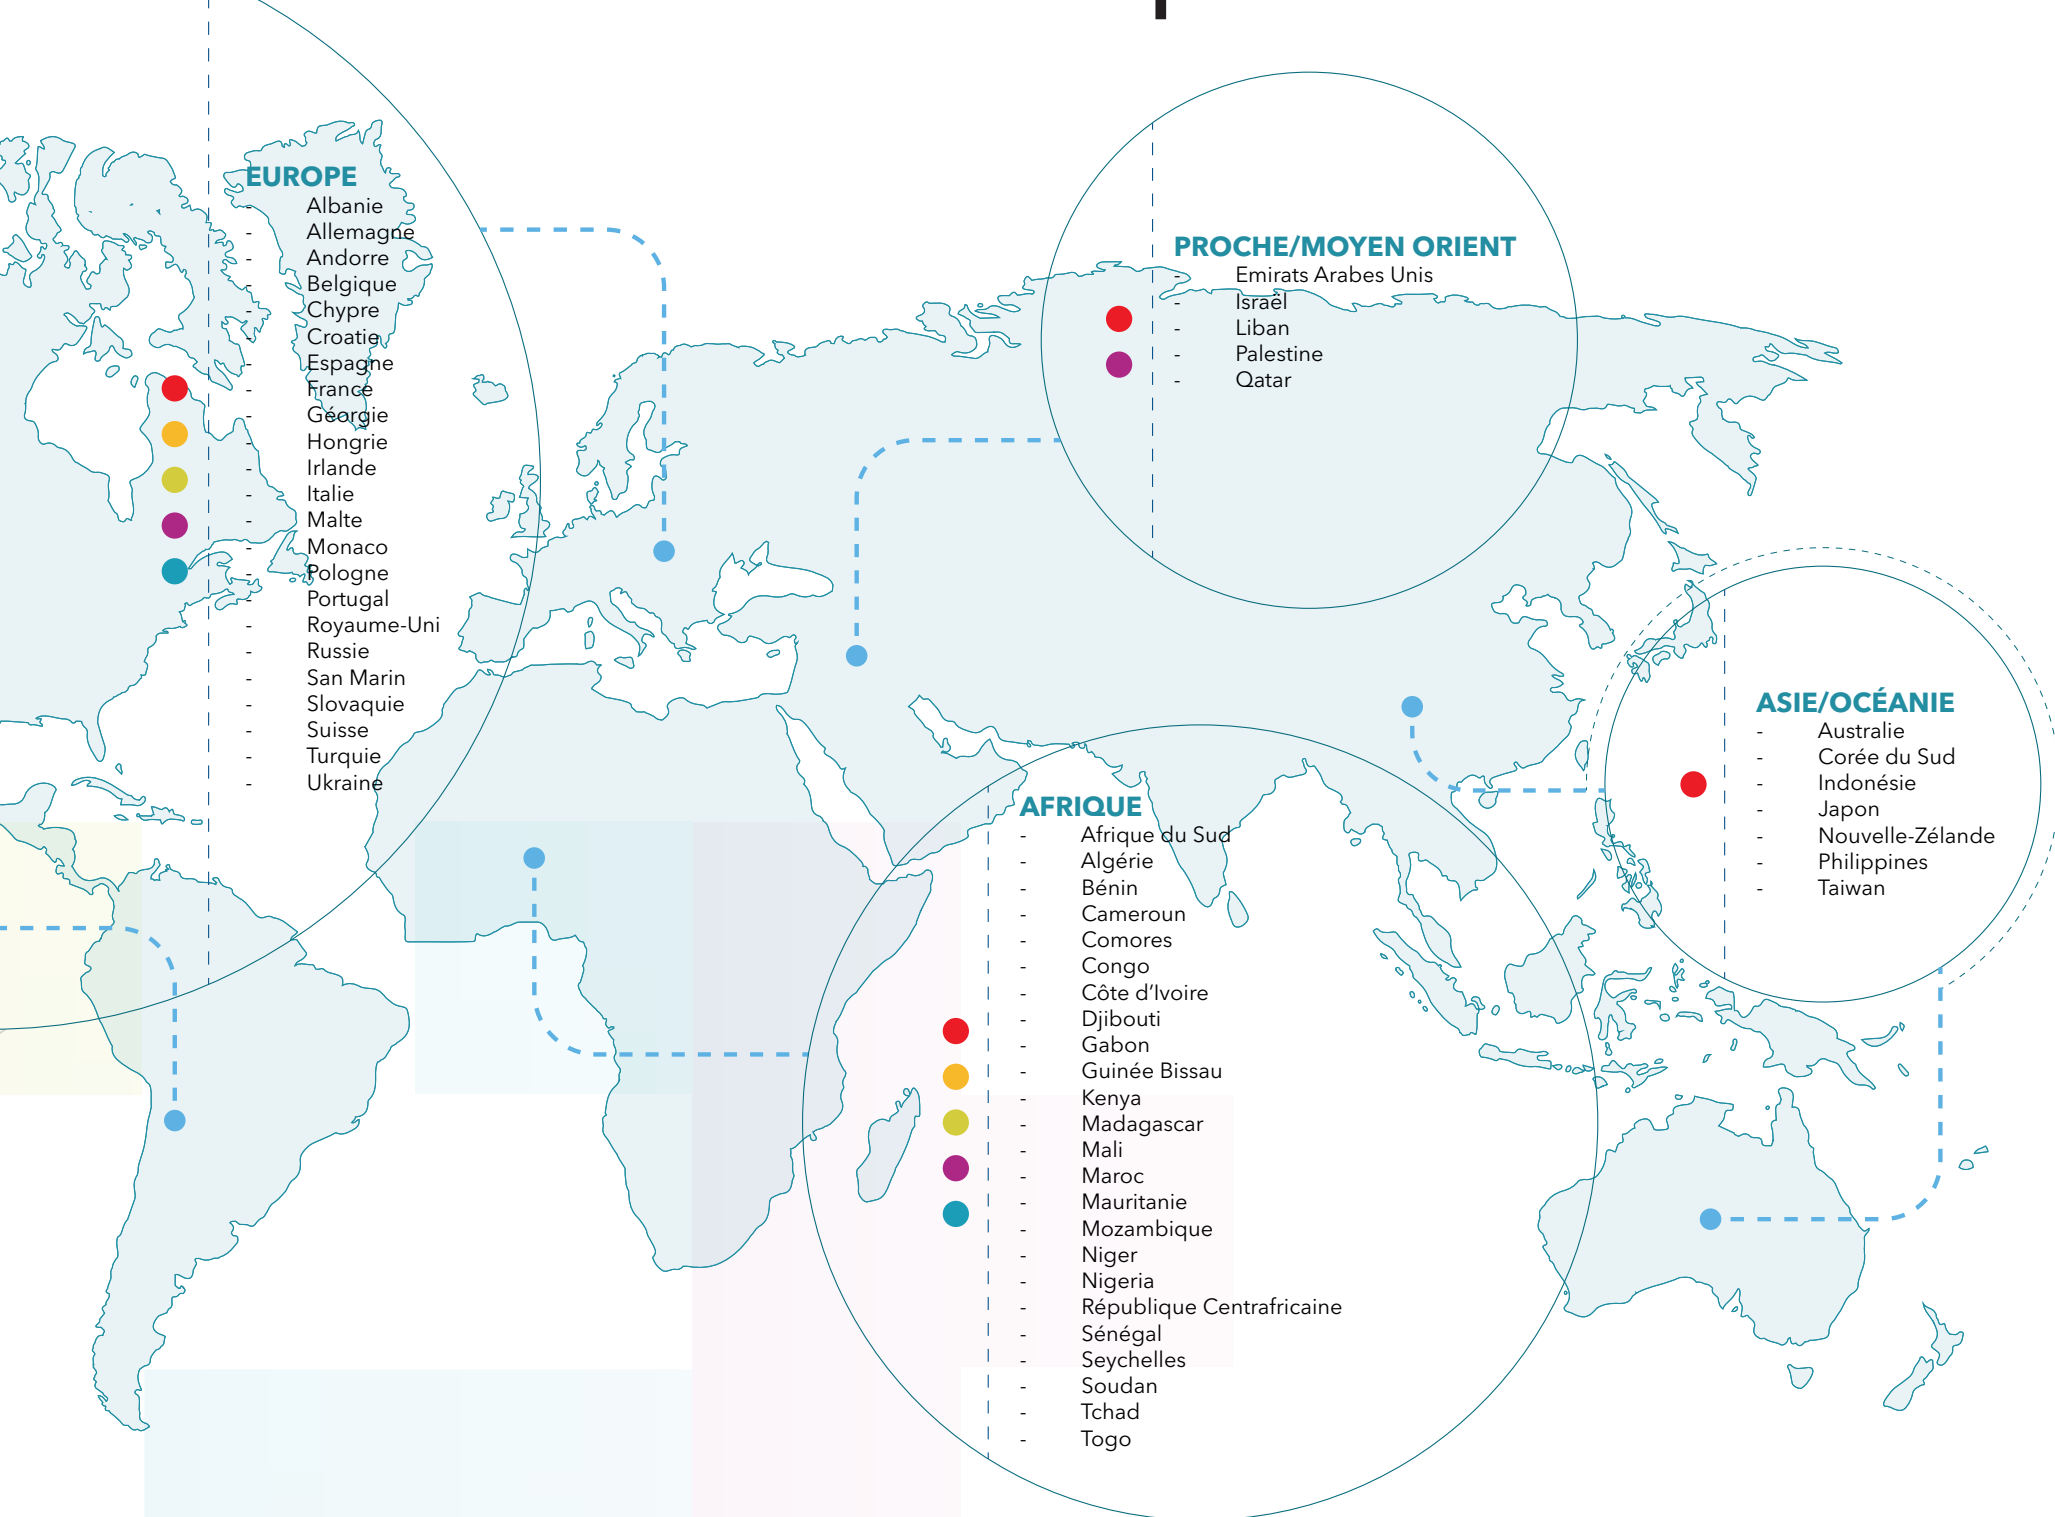 EUROPE
- Albanie
- Allemagne
- Andorre
- Belgique
- Chypre
- Croatie
- Espagne
- France
- Géorgie
- Hongrie
- Irlande
- Italie
- Malte
- Monaco
- Pologne
- Portugal
- Royaume-Uni
- Russie
- San Marin
- Slovaquie
- Suisse
- Turquie
- Ukraine
PROCHE/MOYEN ORIENT
- Emirats Arabes Unis
- Israël
- Liban
- Palestine
- Qatar
ASIE/OCÉANIE
- Australie
- Corée du Sud
- Indonésie
- Japon
- Nouvelle-Zélande
- Philippines
- Taiwan
AFRIQUE
- Afrique du Sud
- Algérie
- Bénin
- Cameroun
- Comores
- Congo
- Côte d'Ivoire
- Djibouti
- Gabon
- Guinée Bissau
- Kenya
- Madagascar
- Mali
- Maroc
- Mauritanie
- Mozambique
- Niger
- Nigeria
- République Centrafricaine
- Sénégal
- Seychelles
- Soudan
- Tchad
- Togo